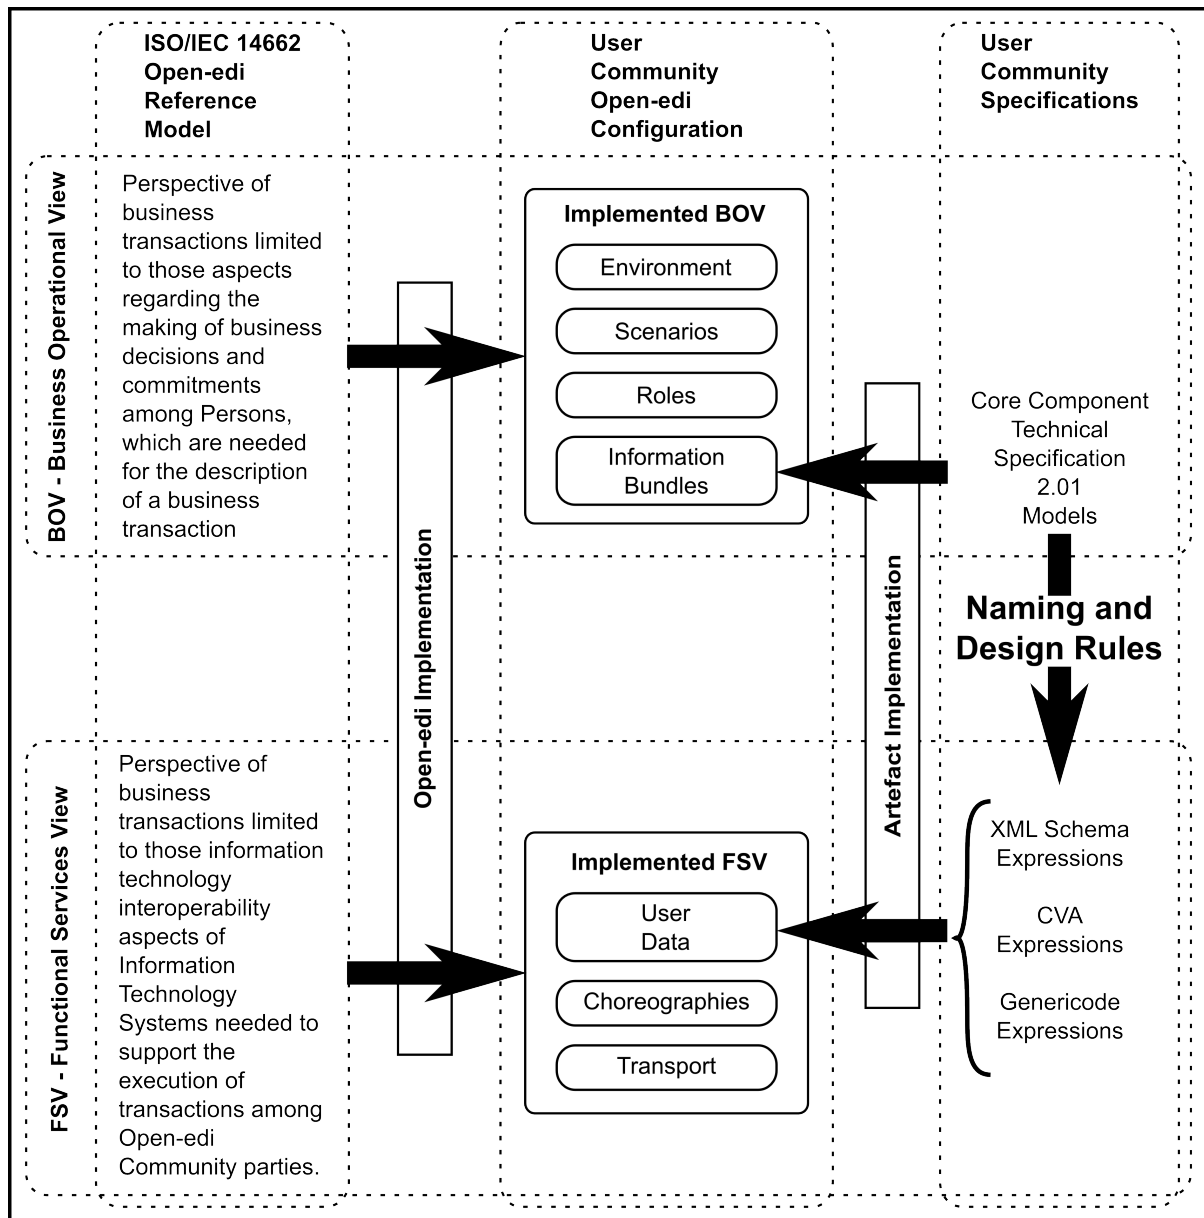 ISO/IEC 14662
Open-edi
Reference
Model
User
Community
Open-edi
Configuration
User
Community
Specifications
BOV - Business Operational View
Perspective of
business
transactions limited
to those aspects
regarding the
making of business
decisions and
commitments
among Persons,
which are needed
for the description
of a business
transaction
Open-edi Implementation
Implemented BOV
Environment
Scenarios
Roles
Information
Bundles
Artefact Implementation
Core Component
Technical
Specification
2.01
Models
Naming and
Design Rules
FSV - Functional Services View
Perspective of
business
transactions limited
to those information
technology
interoperability
aspects of
Information
Technology
Systems needed to
support the
execution of
transactions among
Open-edi
Community parties.
Implemented FSV
User
Data
Choreographies
Transport
XML Schema
Expressions
CVA
Expressions
Genericode
Expressions